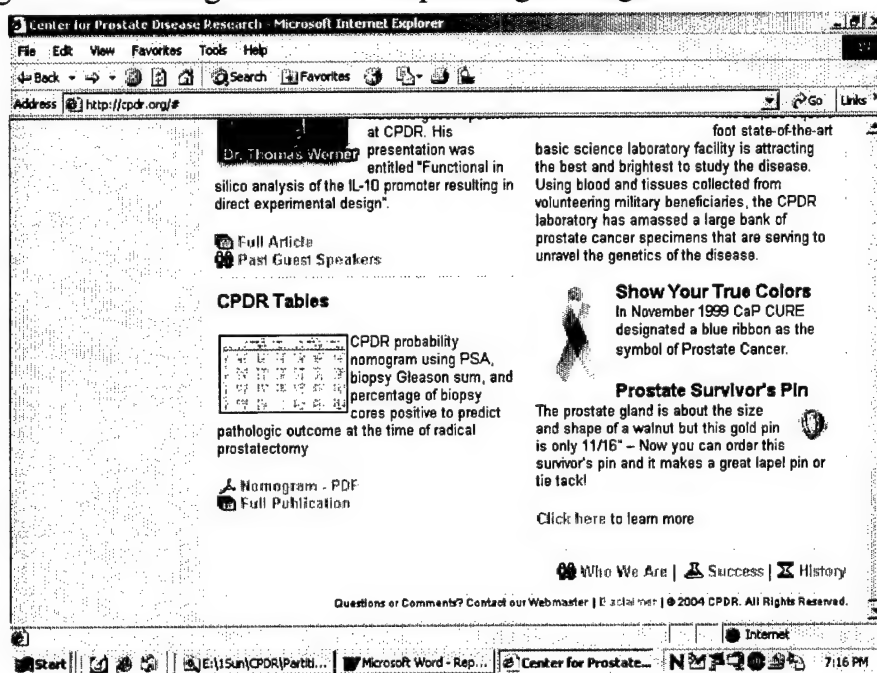 Center for Prostate Disease Research - Microsoft Internet Explorer
File Edit View Favorites Tools Help
Back Search Favorites
Address http://cpdr.org/# Go Links
at CPDR. His
Dr. Thomas Werner presentation was
entitled "Functional in
silico analysis of the IL-10 promoter resulting in
direct experimental design".
Full Article
Past Guest Speakers
CPDR Tables
CPDR probability
nomogram using PSA,
biopsy Gleason sum, and
percentage of biopsy
cores positive to predict
pathologic outcome at the time of radical
prostatectomy
Nomogram - PDF
Full Publication
foot state-of-the-art
basic science laboratory facility is attracting
the best and brightest to study the disease.
Using blood and tissues collected from
volunteering military beneficiaries, the CPDR
laboratory has amassed a large bank of
prostate cancer specimens that are serving to
unravel the genetics of the disease.
Show Your True Colors
In November 1999 CaP CURE
designated a blue ribbon as the
symbol of Prostate Cancer.
Prostate Survivor's Pin
The prostate gland is about the size
and shape of a walnut but this gold pin
is only 11/16" – Now you can order this
survivor's pin and it makes a great lapel pin or
tie tack!
Click here to learn more
Who We Are | Success | History
Questions or Comments? Contact our Webmaster | Disclaimer | © 2004 CPDR. All Rights Reserved.
Internet
Start E:\1Sun\CPDR\Partiti... Microsoft Word - Rep... Center for Prostate... 7:16 PM